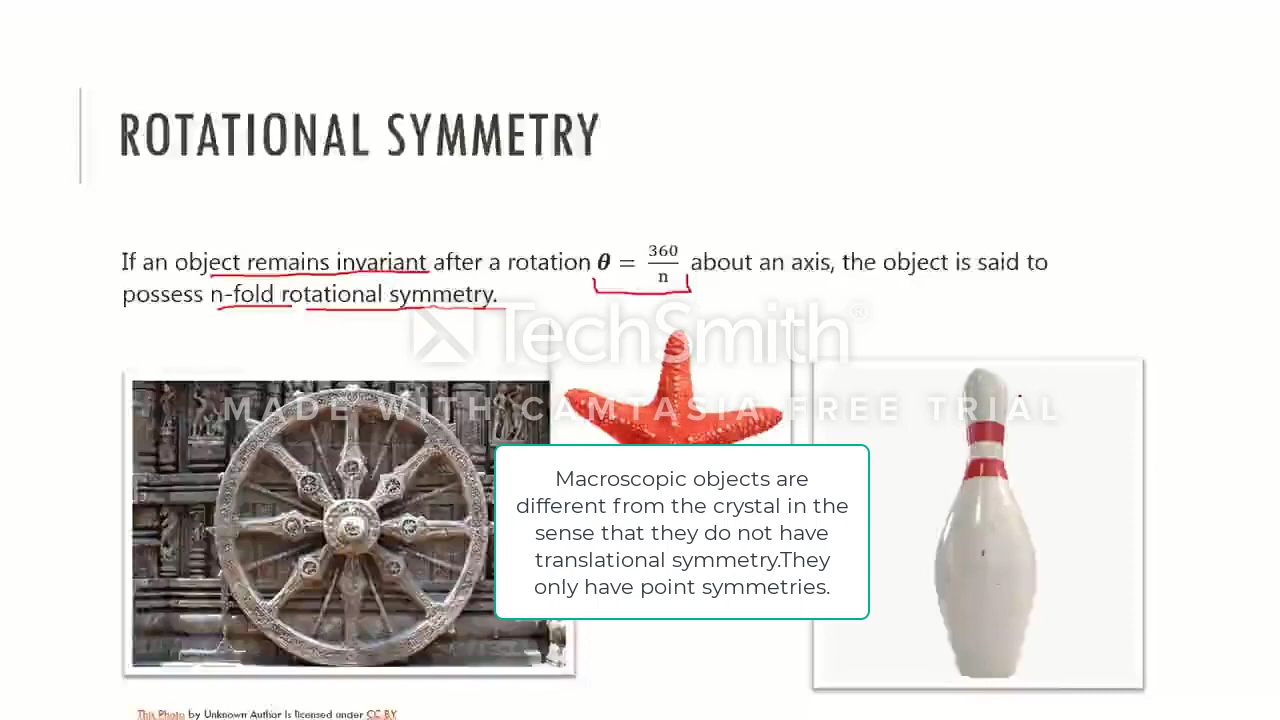 ROTATIONAL SYMMETRY
If an object remains invariant after a rotation θ = 360/n about an axis, the object is said to
possess n-fold rotational symmetry.
TechSmith®
MADE WITH CAMTASIA FREE TRIAL
Macroscopic objects are
different from the crystal in the
sense that they do not have
translational symmetry.They
only have point symmetries.
This Photo by Unknown Author is licensed under CC BY